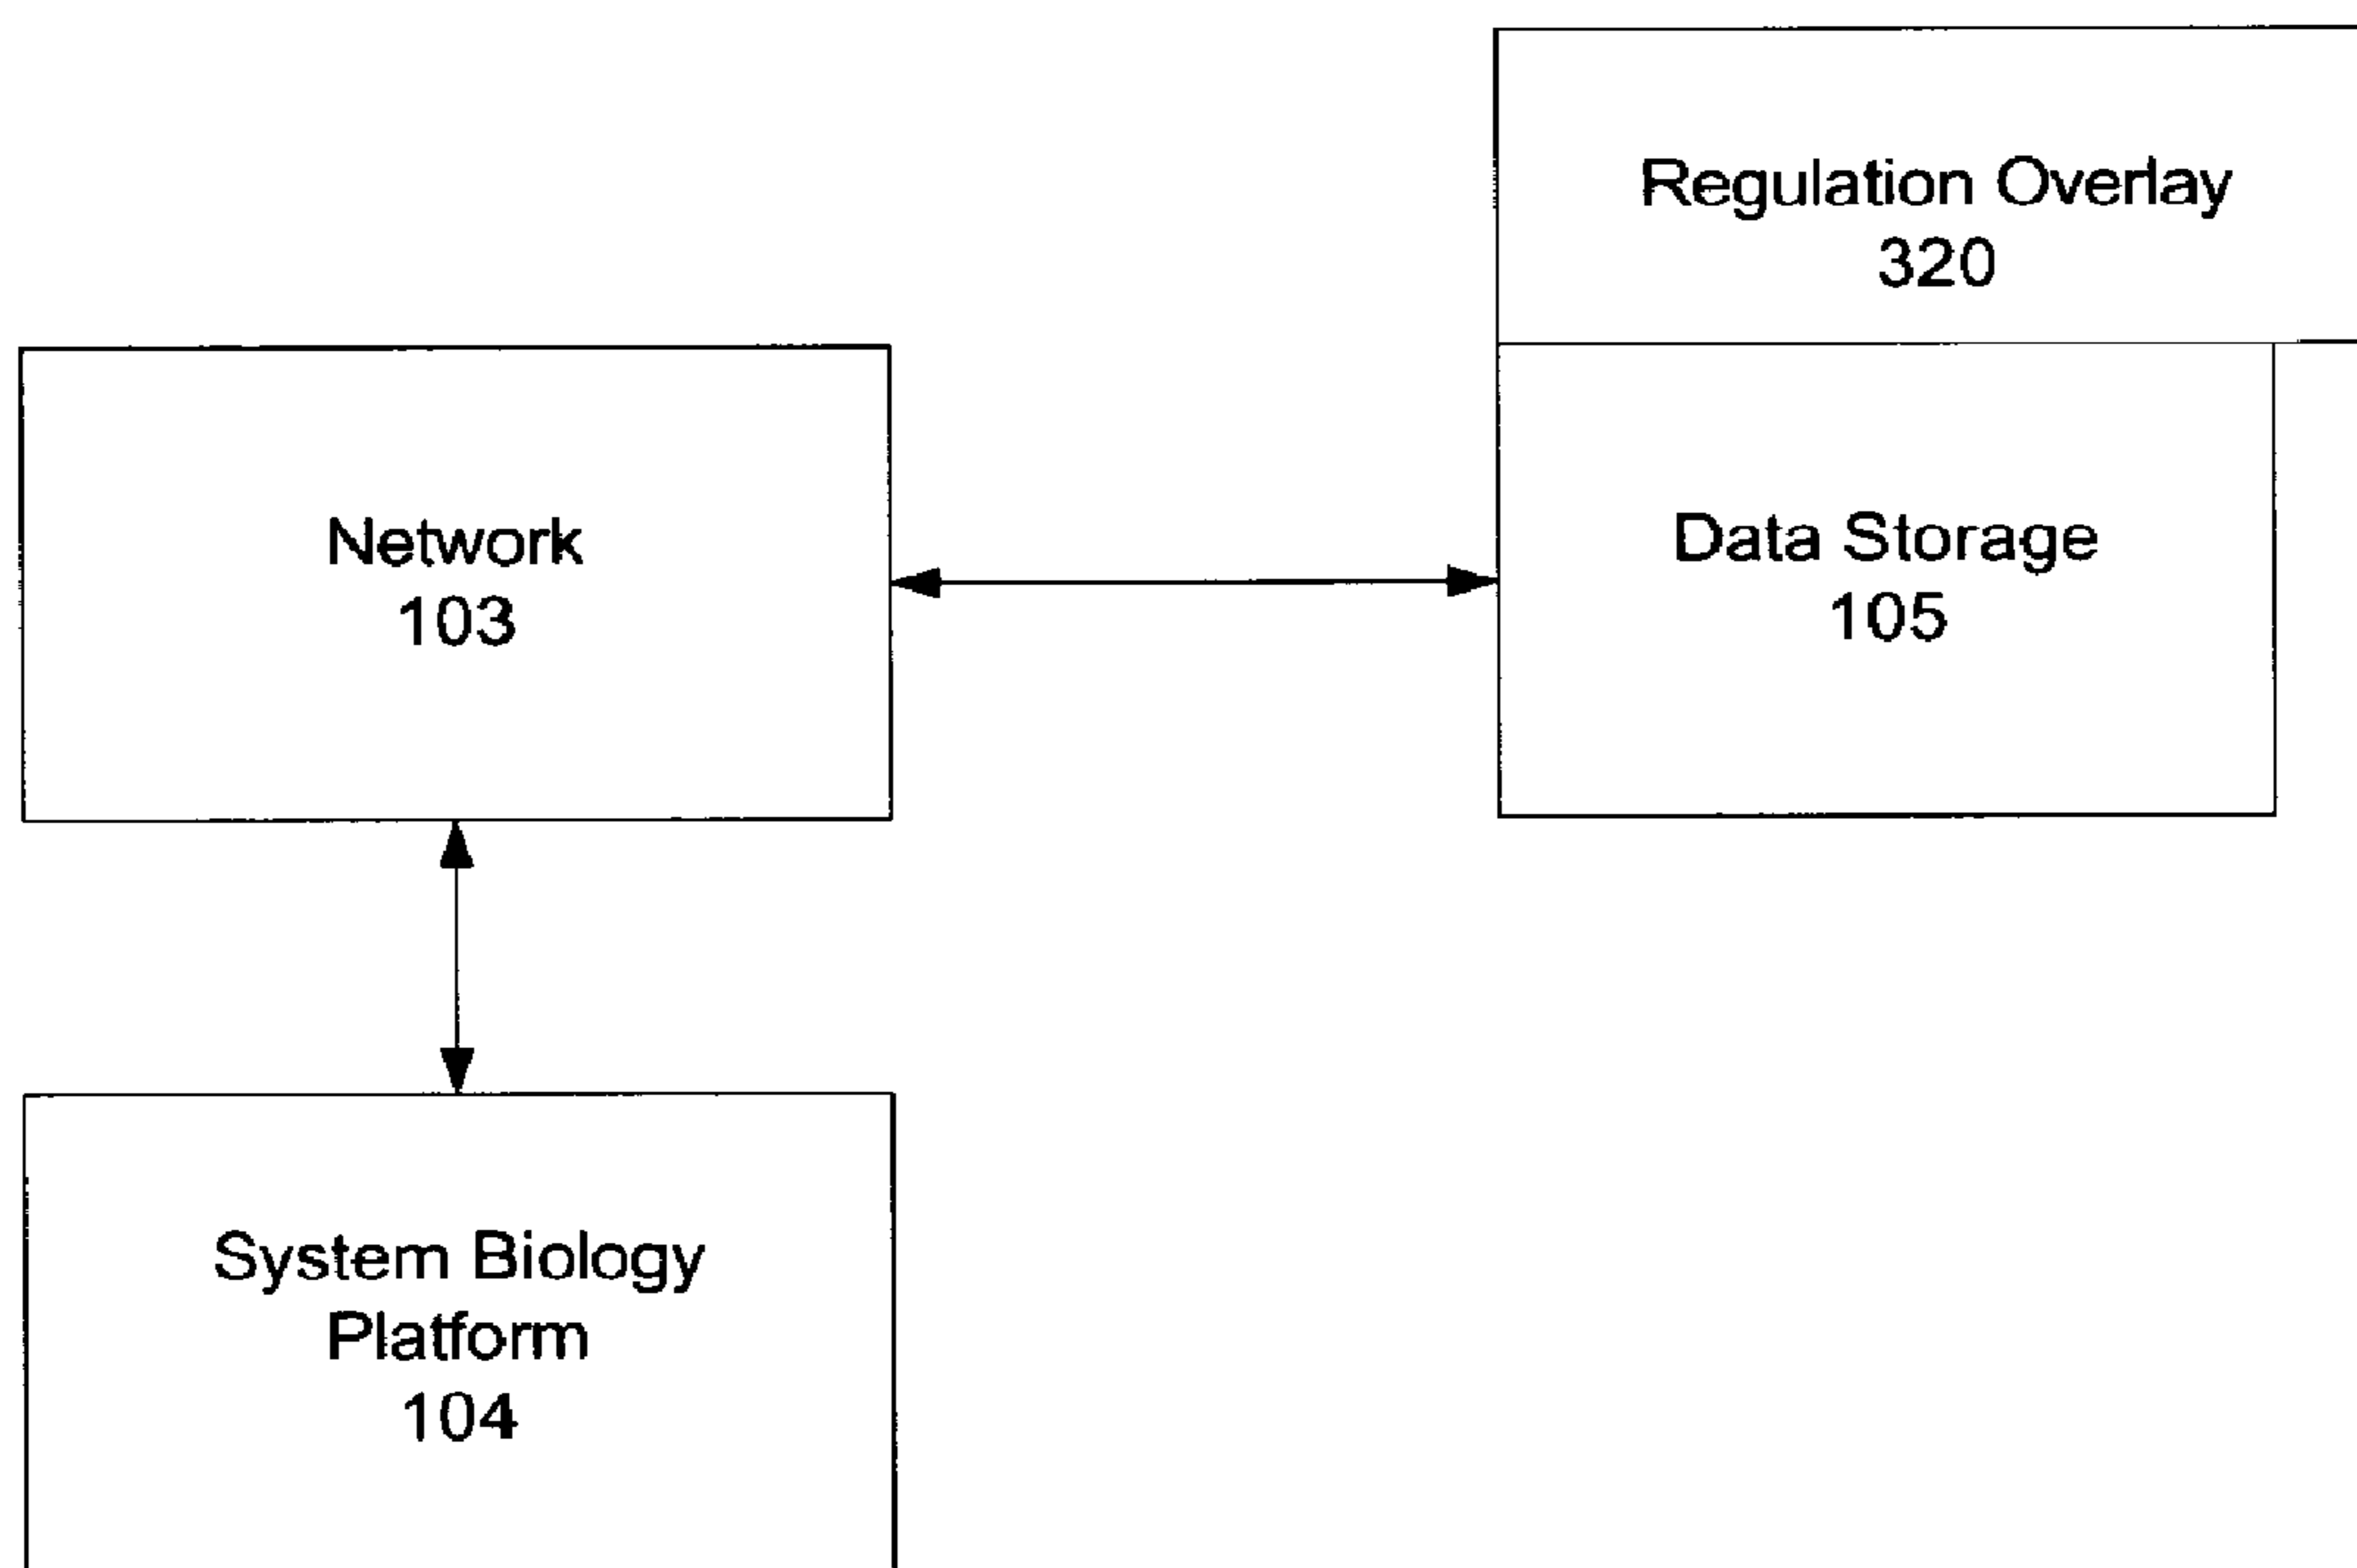 Regulation Overlay
320
Network
103
Data Storage
105
System Biology
Platform
104